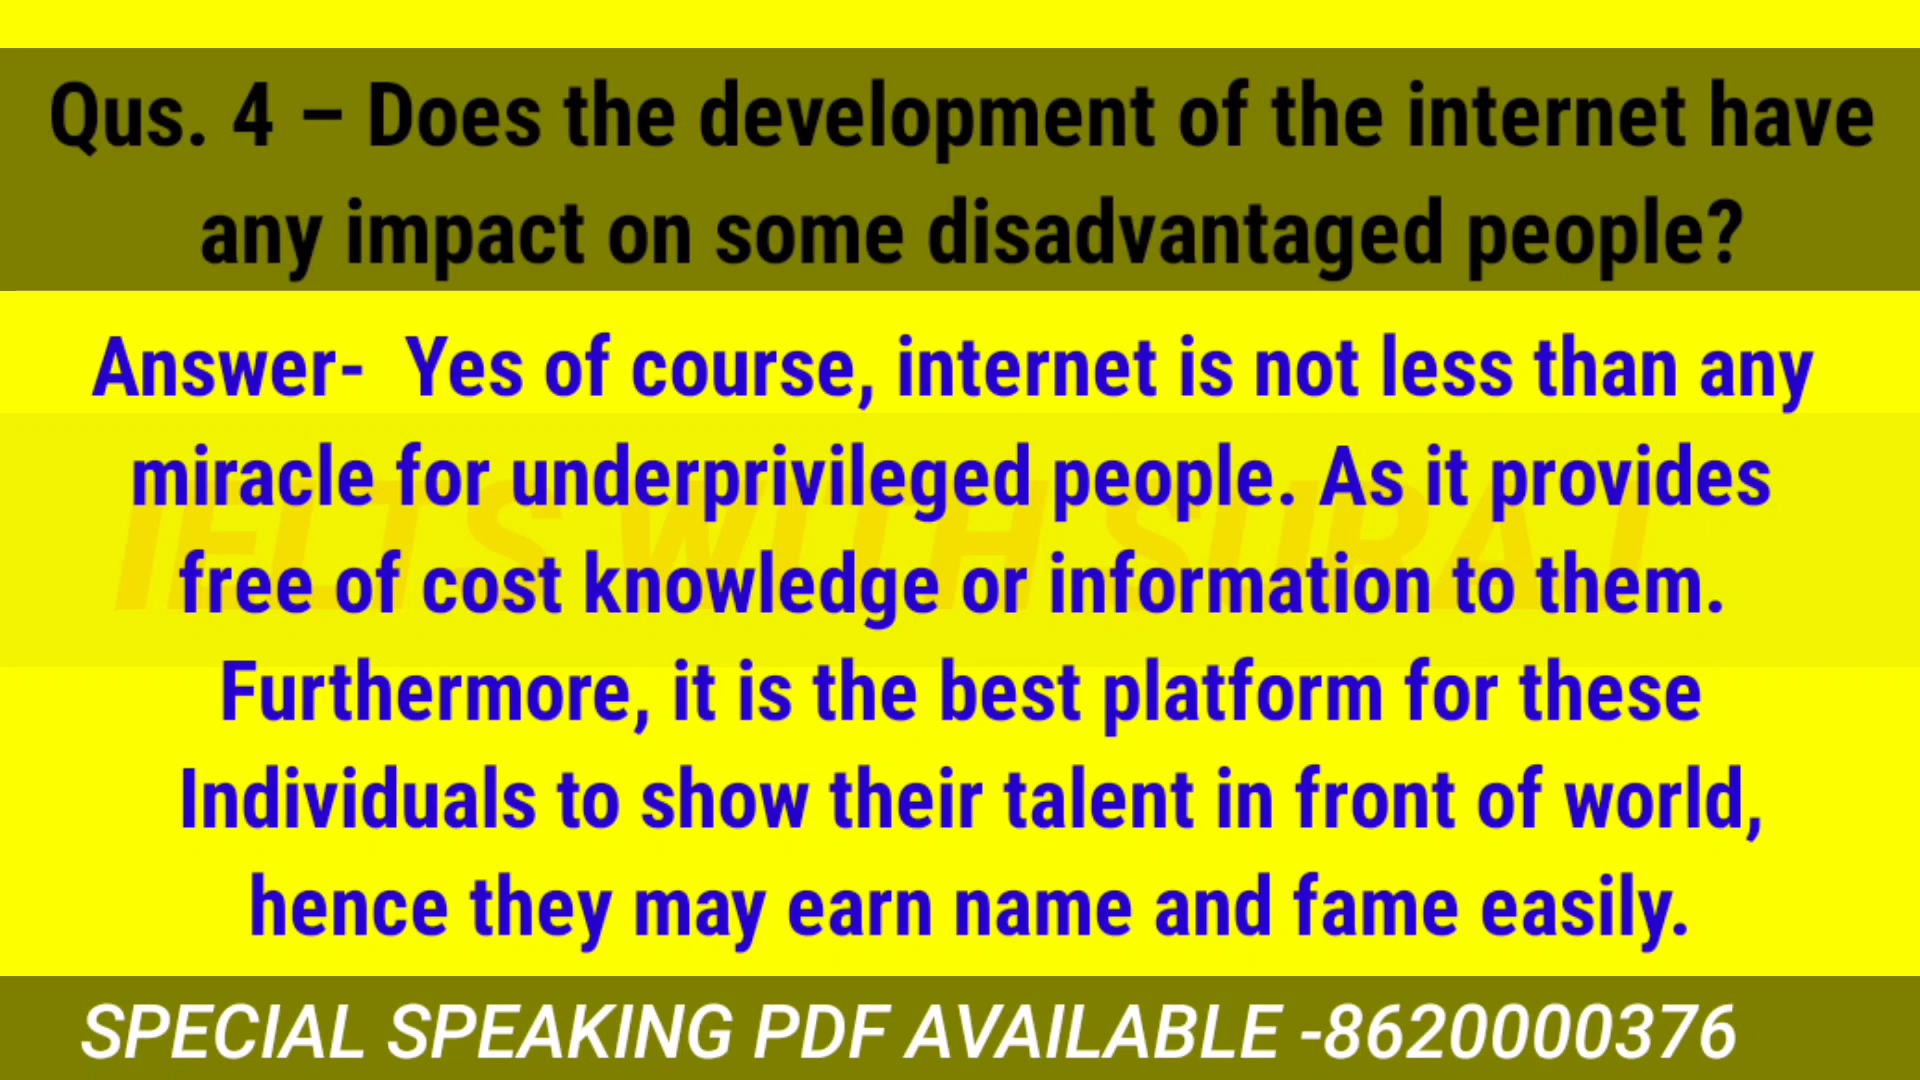 Qus. 4 – Does the development of the internet have
any impact on some disadvantaged people?
Answer- Yes of course, internet is not less than any
miracle for underprivileged people. As it provides
IELTS WITH SURAJ
free of cost knowledge or information to them.
Furthermore, it is the best platform for these
Individuals to show their talent in front of world,
hence they may earn name and fame easily.
SPECIAL SPEAKING PDF AVAILABLE -8620000376